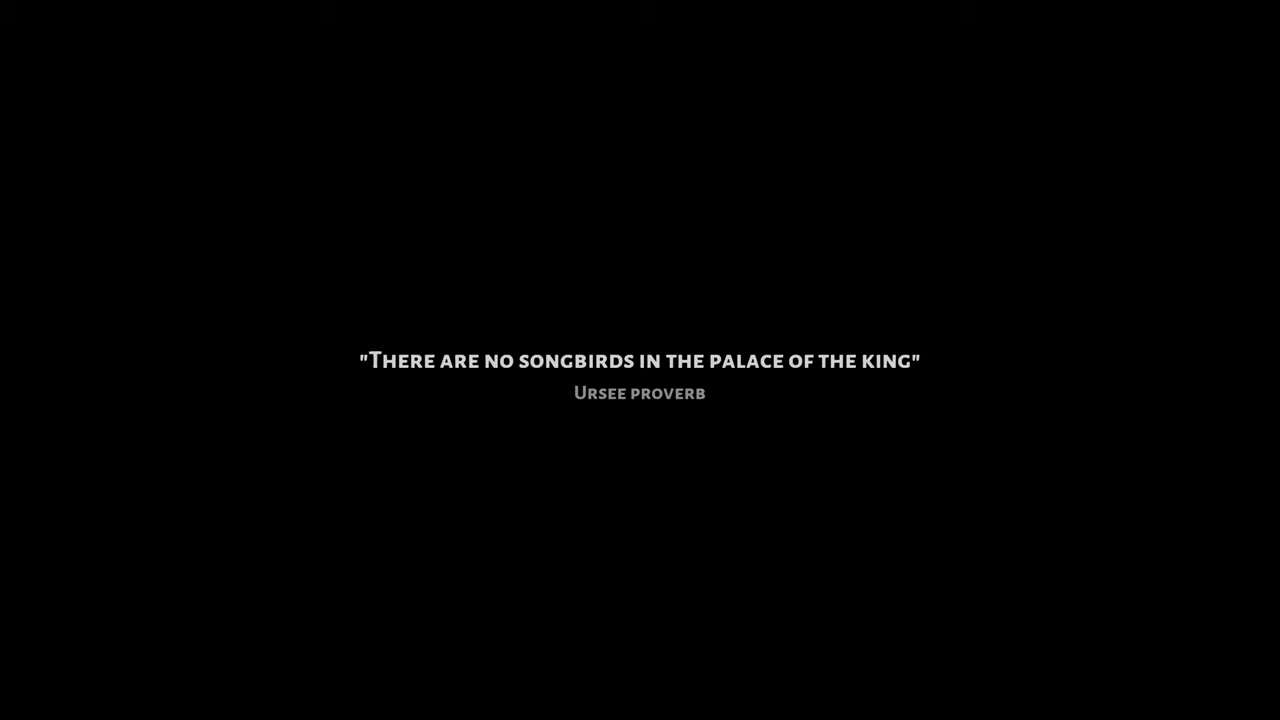 "There are no songbirds in the palace of the king"
Ursee proverb